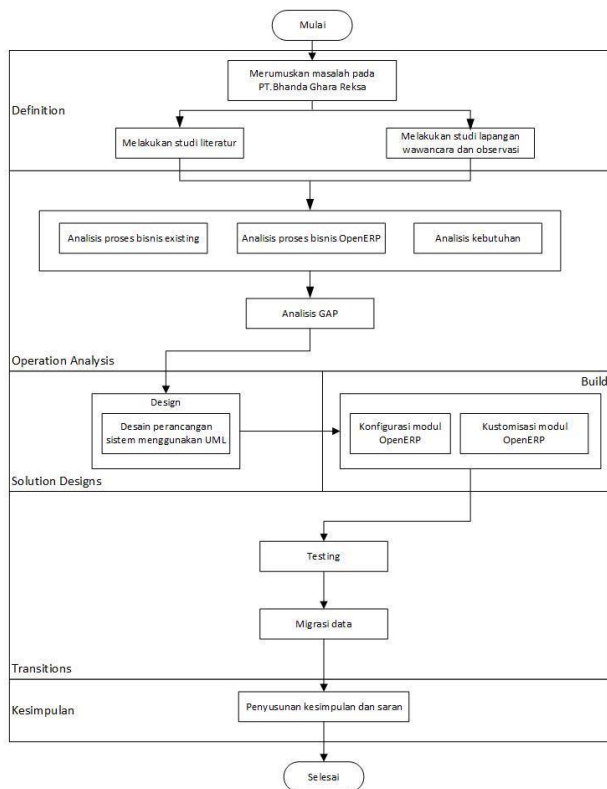 Mulai
Merumuskan masalah pada
PT.Bhanda Ghara Reksa
Definition
Melakukan studi literatur
Melakukan studi lapangan
wawancara dan observasi
Analisis proses bisnis existing
Analisis proses bisnis OpenERP
Analisis kebutuhan
Analisis GAP
Operation Analysis
Design
Desain perancangan
sistem menggunakan UML
Solution Designs
Build
Konfigurasi modul
OpenERP
Kustomisasi modul
OpenERP
Testing
Migrasi data
Transitions
Kesimpulan
Penyusunan kesimpulan dan saran
Selesai